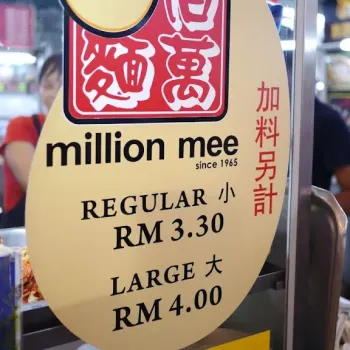 百萬
麵
million mee
since 1965
REGULAR 小
RM 3.30
LARGE 大
RM 4.00
加料另計